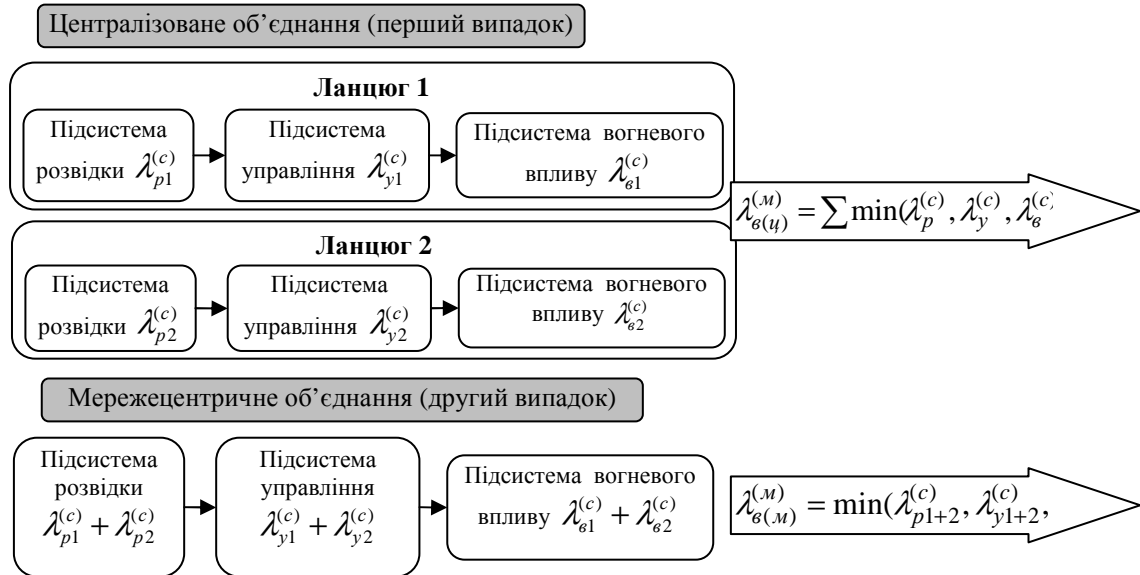 Централізоване об’єднання (перший випадок)
Ланцюг 1
Підсистема
розвідки λ_{р1}^{(с)}
Підсистема
управління λ_{у1}^{(с)}
Підсистема вогневого
впливу λ_{в1}^{(с)}
λ_{в(ц)}^{(м)} = ∑ min(λ_р^{(с)}, λ_у^{(с)}, λ_в^{(с)}
Ланцюг 2
Підсистема
розвідки λ_{р2}^{(с)}
Підсистема
управління λ_{у2}^{(с)}
Підсистема вогневого
впливу λ_{в2}^{(с)}
Мережецентричне об’єднання (другий випадок)
Підсистема
розвідки
λ_{р1}^{(с)} + λ_{р2}^{(с)}
Підсистема
управління
λ_{у1}^{(с)} + λ_{у2}^{(с)}
Підсистема вогневого
впливу λ_{в1}^{(с)} + λ_{в2}^{(с)}
λ_{в(м)}^{(м)} = min(λ_{р1+2}^{(с)}, λ_{у1+2}^{(с)},